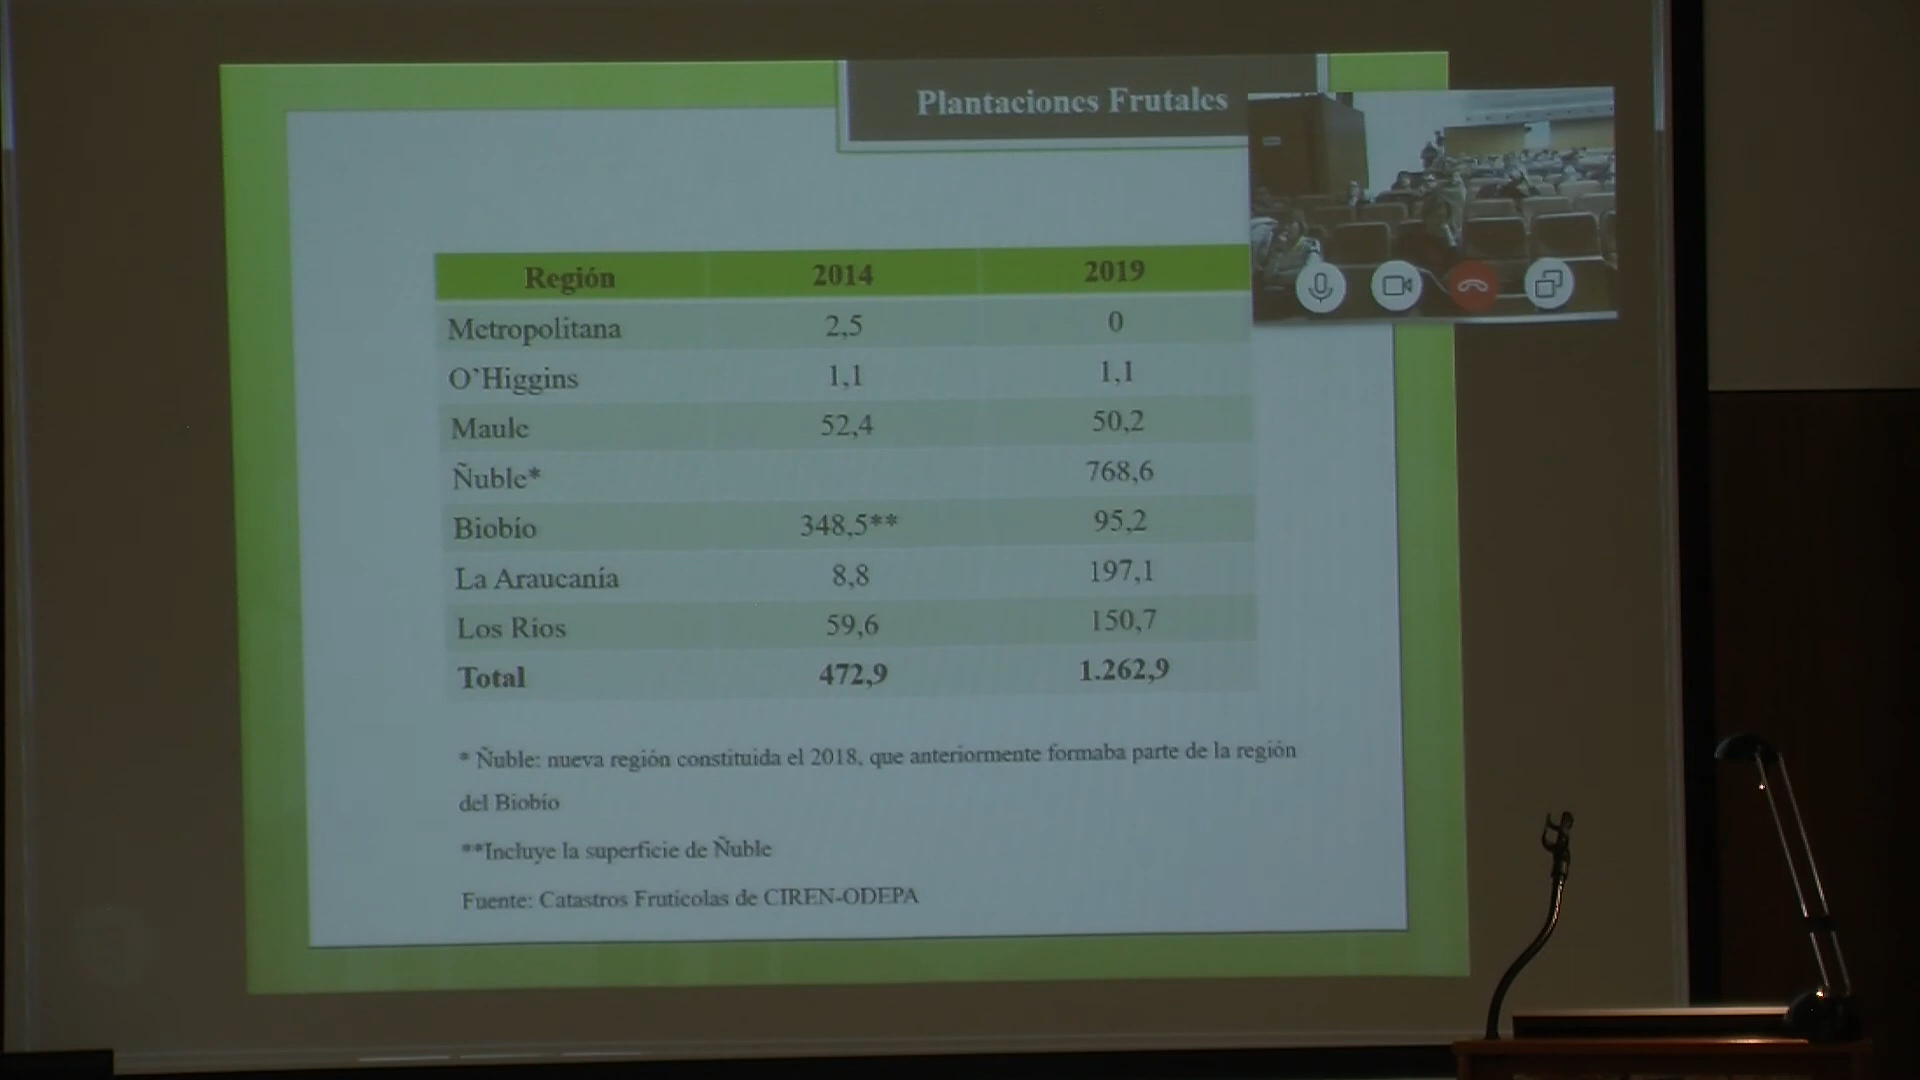 Plantaciones Frutales
Región 2014 2019
Metropolitana 2,5 0
O`Higgins 1,1 1,1
Maule 52,4 50,2
Ñuble* 768,6
Biobío 348,5** 95,2
La Araucanía 8,8 197,1
Los Ríos 59,6 150,7
Total 472,9 1.262,9
* Ñuble: nueva región constituida el 2018, que anteriormente formaba parte de la región
del Biobío
**Incluye la superficie de Ñuble
Fuente: Catastros Frutícolas de CIREN-ODEPA